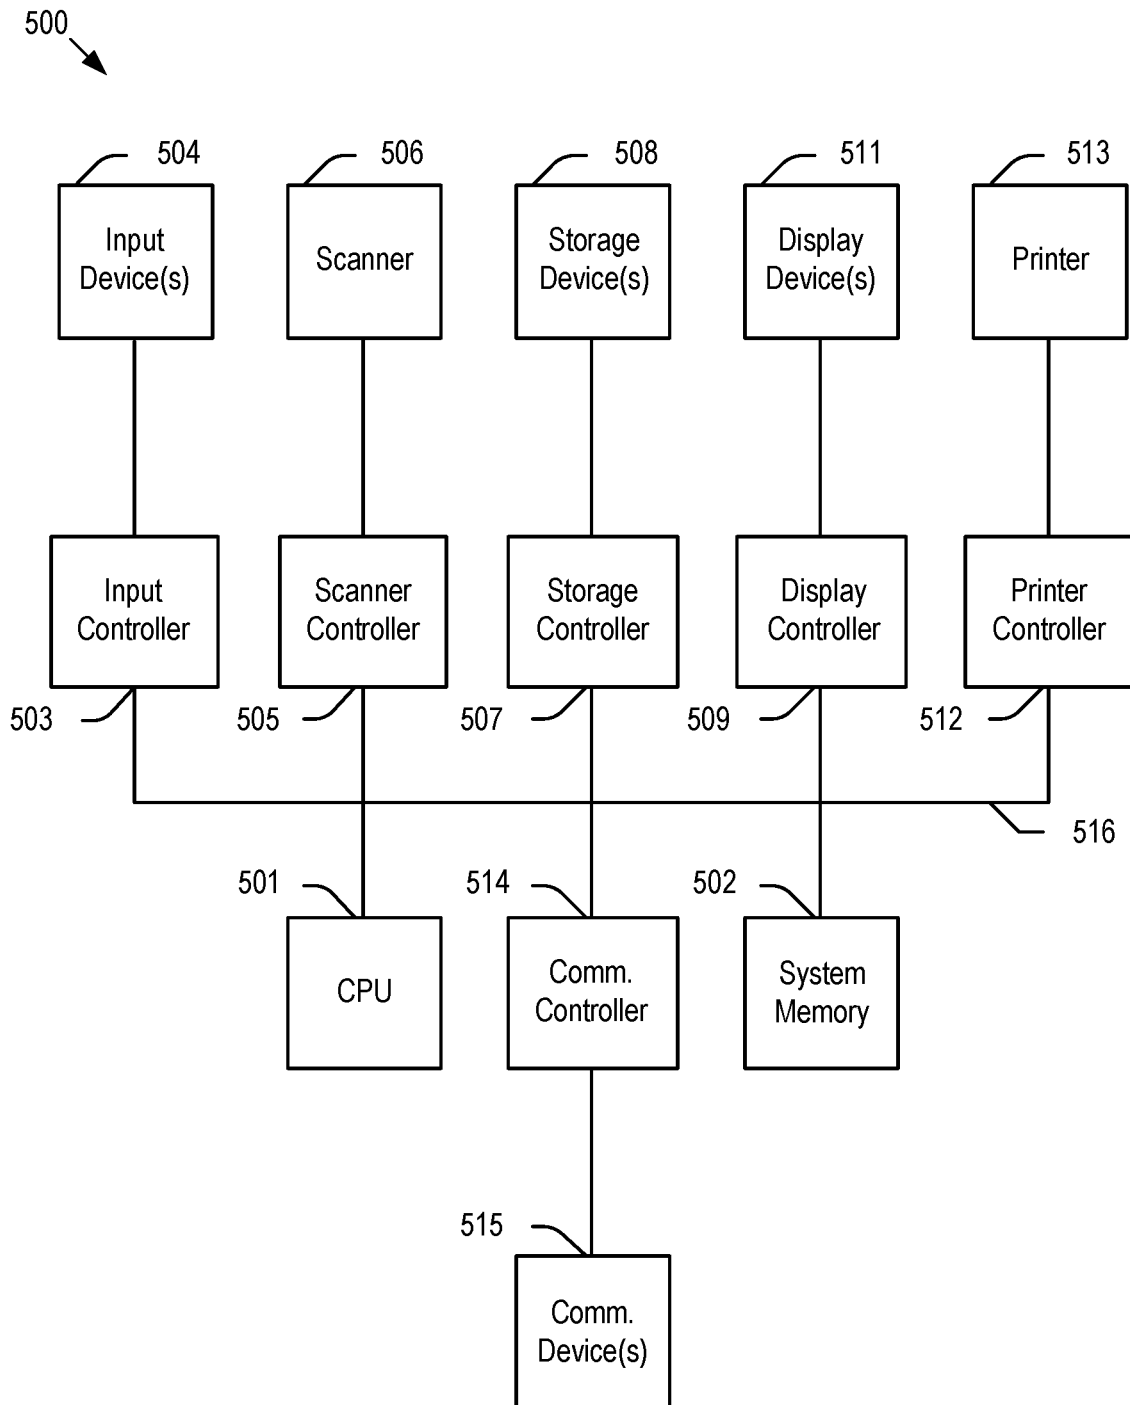 500
504
506
508
511
513
Input
Device(s)
Scanner
Storage
Device(s)
Display
Device(s)
Printer
Input
Controller
Scanner
Controller
Storage
Controller
Display
Controller
Printer
Controller
503
505
507
509
512
516
501
514
502
CPU
Comm.
Controller
System
Memory
515
Comm.
Device(s)